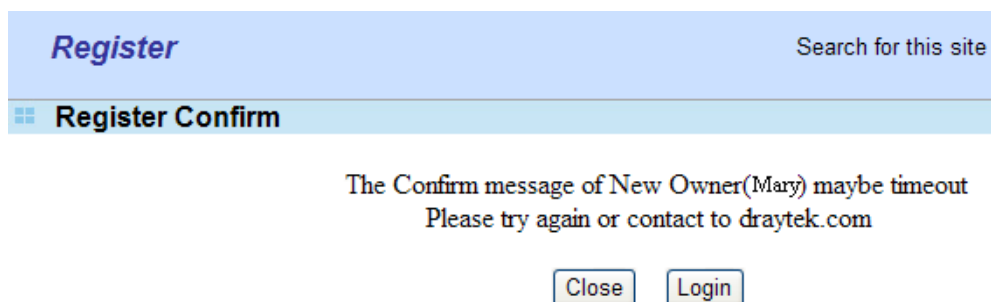 Register
Search for this site
Register Confirm
The Confirm message of New Owner(Mary) maybe timeout
Please try again or contact to draytek.com
Close
Login